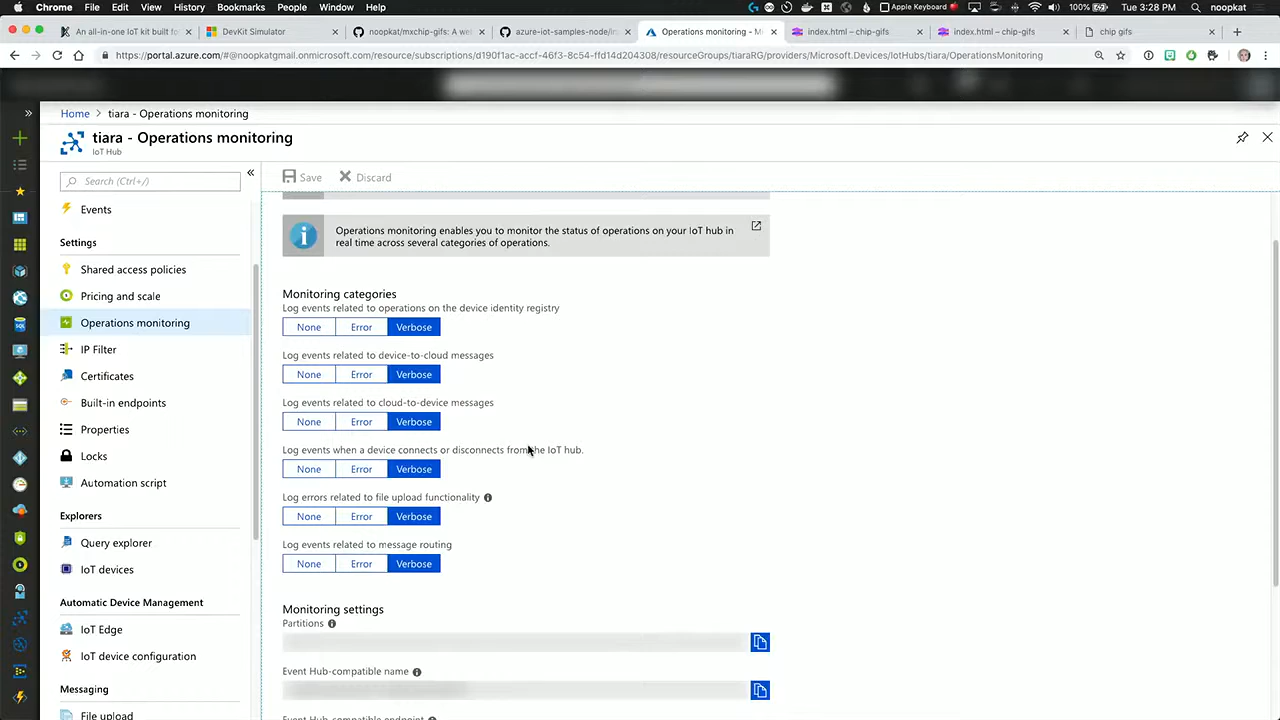 Chrome File Edit View History Bookmarks People Window Help
Apple Keyboard 100% Tue 3:28 PM noopkat
An all-in-one IoT kit built fo
DevKit Simulator
noopkat/mxchip-gifs: A we
azure-iot-samples-node/in
Operations monitoring - Mi
index.html – chip-gifs
index.html – chip-gifs
chip gifs
https://portal.azure.com/#@noopkatgmail.onmicrosoft.com/resource/subscriptions/d190f1ac-accf-46f3-8c54-ffd14d204308/resourceGroups/tiaraRG/providers/Microsoft.Devices/IotHubs/tiara/OperationsMonitoring
Home > tiara - Operations monitoring
tiara - Operations monitoring
IoT Hub
Search (Ctrl+/)
Events
Settings
Shared access policies
Pricing and scale
Operations monitoring
IP Filter
Certificates
Built-in endpoints
Properties
Locks
Automation script
Explorers
Query explorer
IoT devices
Automatic Device Management
IoT Edge
IoT device configuration
Messaging
File upload
Save Discard
Operations monitoring enables you to monitor the status of operations on your IoT hub in
real time across several categories of operations.
Monitoring categories
Log events related to operations on the device identity registry
None Error Verbose
Log events related to device-to-cloud messages
None Error Verbose
Log events related to cloud-to-device messages
None Error Verbose
Log events when a device connects or disconnects from the IoT hub.
None Error Verbose
Log errors related to file upload functionality
None Error Verbose
Log events related to message routing
None Error Verbose
Monitoring settings
Partitions
Event Hub-compatible name
Event Hub-compatible endpoint